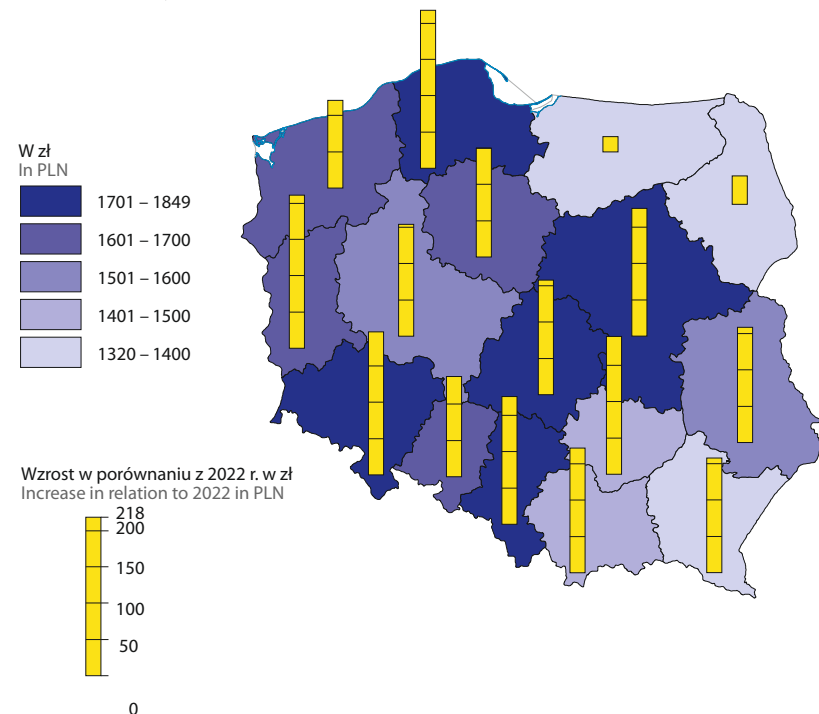 W zł
In PLN
1701 – 1849
1601 – 1700
1501 – 1600
1401 – 1500
1320 – 1400
Wzrost w porównaniu z 2022 r. w zł
Increase in relation to 2022 in PLN
218
200
150
100
50
0